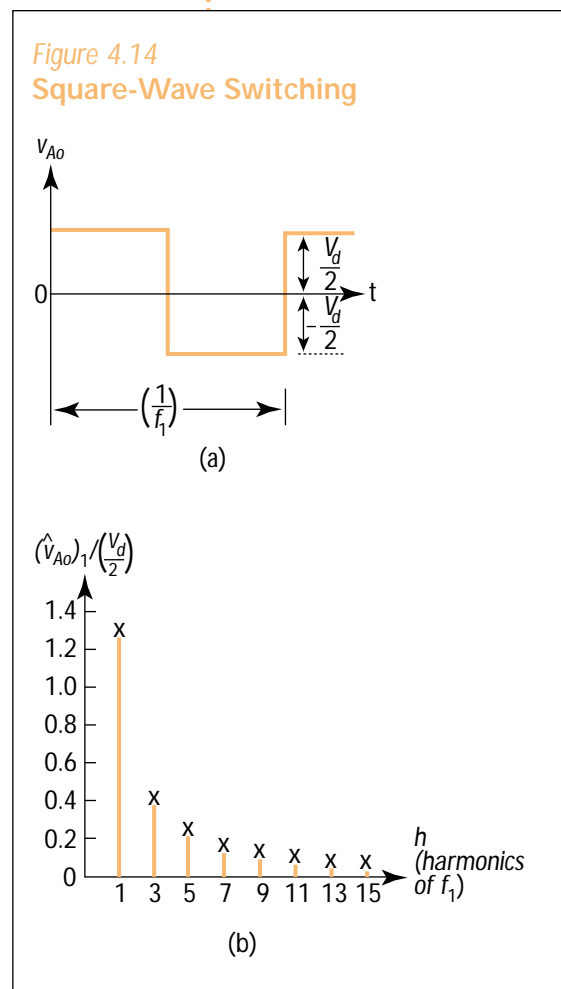 Figure 4.14
Square-Wave Switching
v_Ao
0
t
V_d/2
-V_d/2
(1/f_1)
(a)
(v̂_Ao)_1/(V_d/2)
1.4
1.2
1.0
0.8
0.6
0.4
0.2
0
x x x x x x x x
1 3 5 7 9 11 13 15
h
(harmonics
of f_1)
(b)